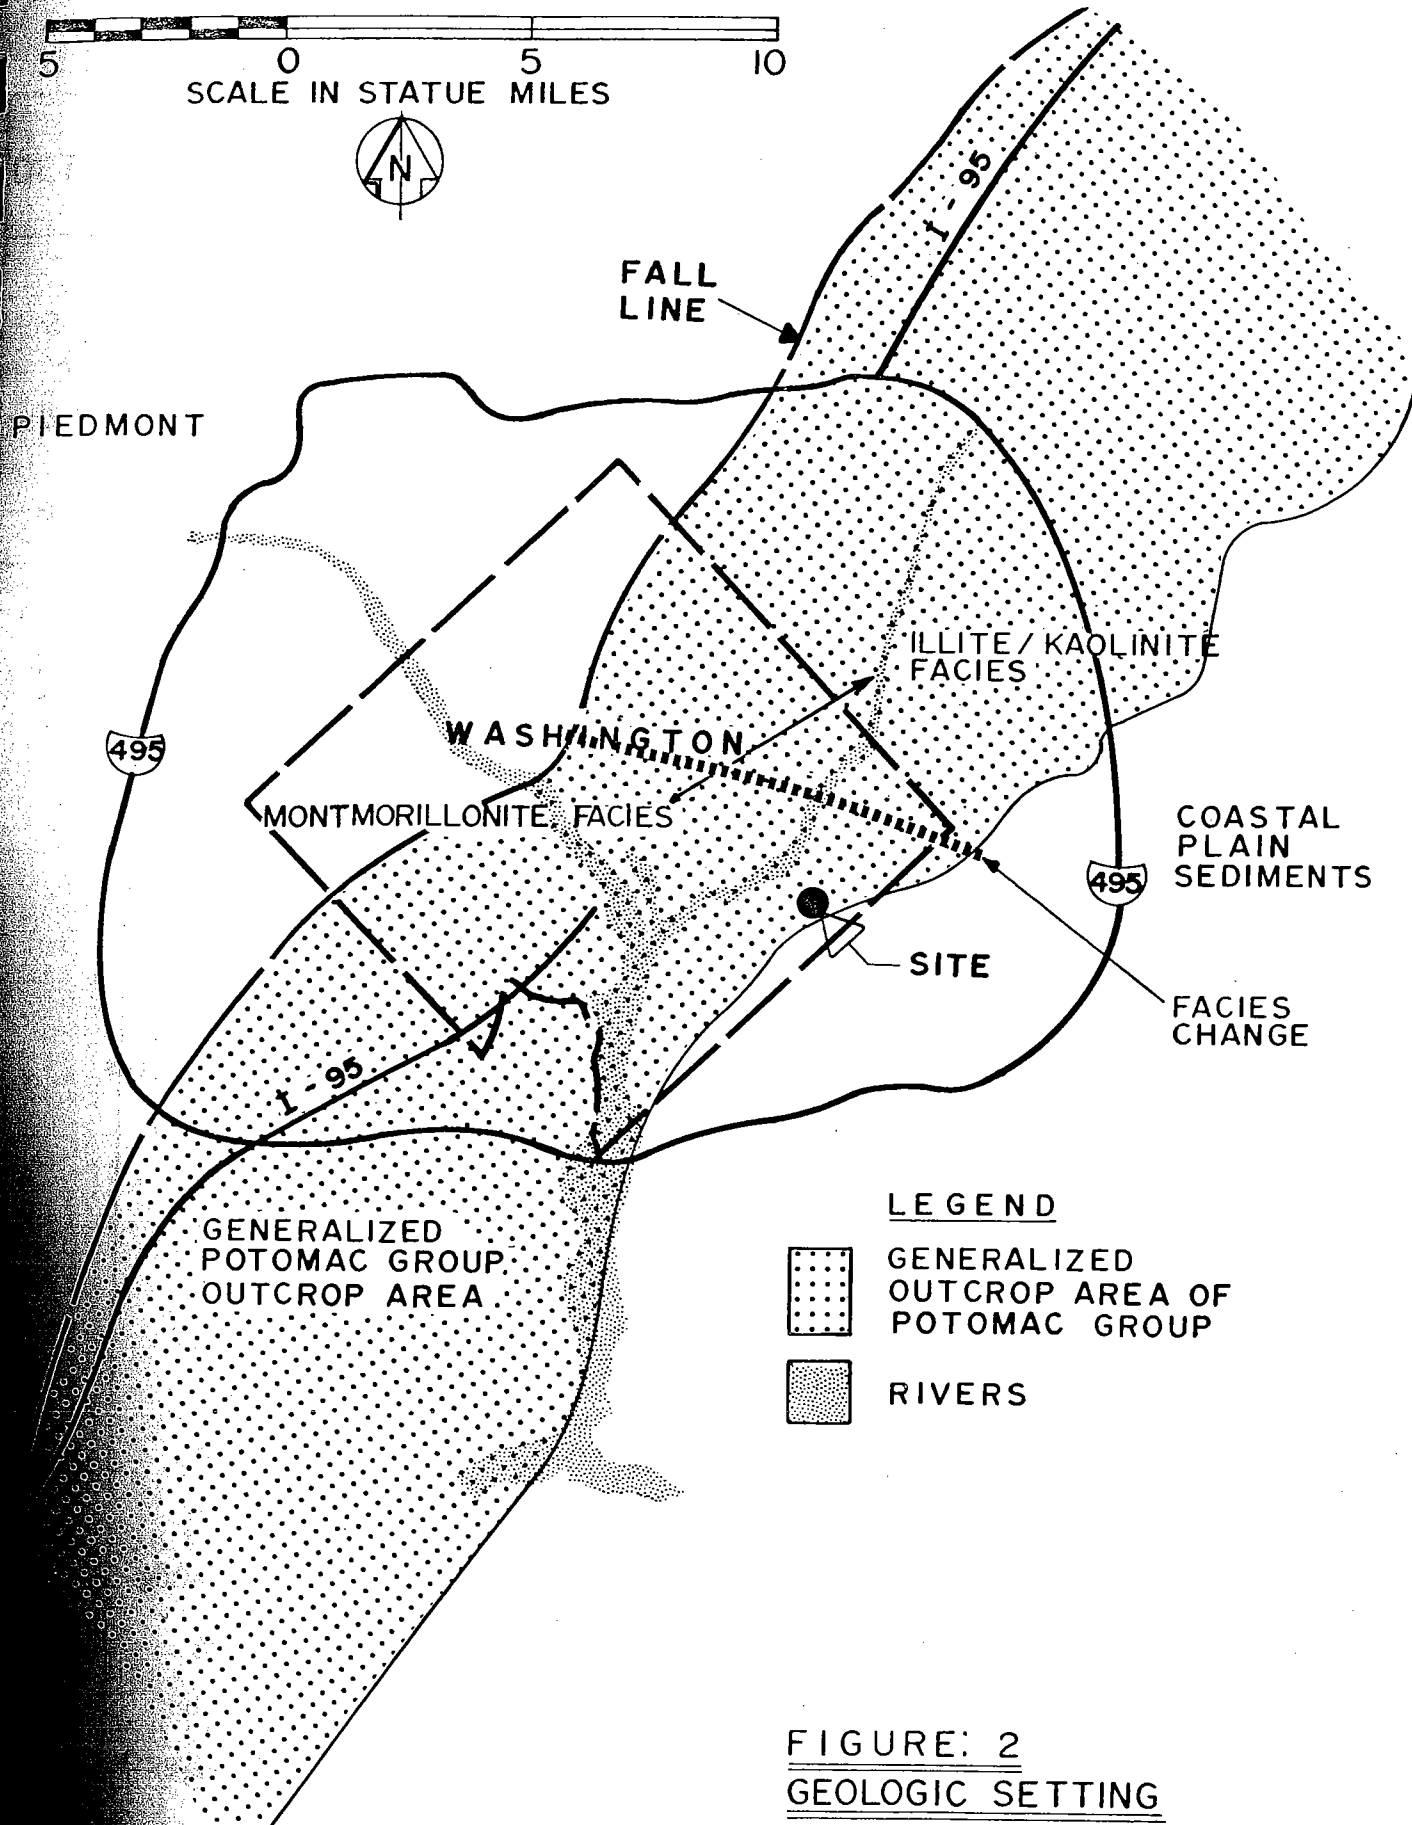 5 0 5 10
SCALE IN STATUE MILES
N
I-95
FALL
LINE
PIEDMONT
ILLITE/KAOLINITE
FACIES
WASHINGTON
495
MONTMORILLONITE FACIES
COASTAL
PLAIN
SEDIMENTS
495
SITE
FACIES
CHANGE
I-95
GENERALIZED
POTOMAC GROUP
OUTCROP AREA
LEGEND
GENERALIZED
OUTCROP AREA OF
POTOMAC GROUP
RIVERS
FIGURE: 2
GEOLOGIC SETTING